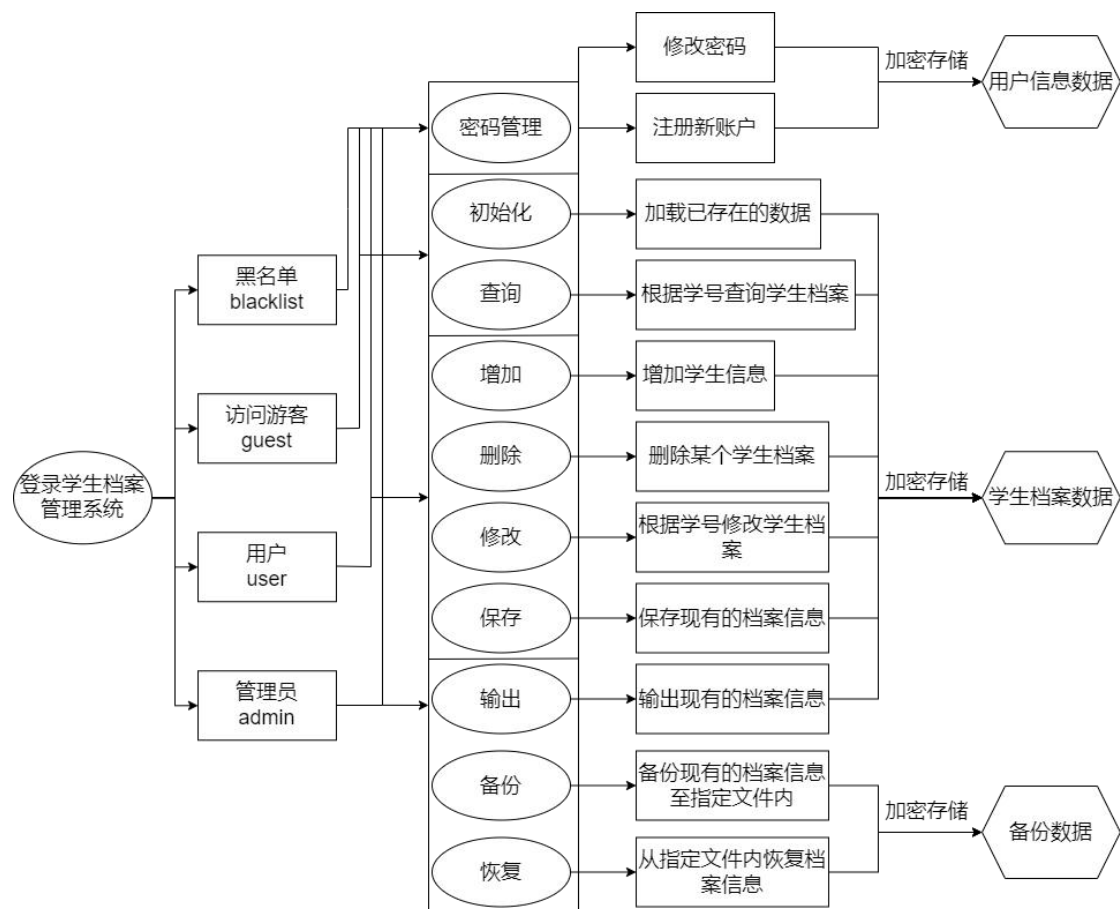 登录学生档案
管理系统
黑名单
blacklist
访问游客
guest
用户
user
管理员
admin
密码管理
初始化
查询
增加
删除
修改
保存
输出
备份
恢复
修改密码
注册新账户
加载已存在的数据
根据学号查询学生档案
增加学生信息
删除某个学生档案
根据学号修改学生档
案
保存现有的档案信息
输出现有的档案信息
备份现有的档案信息
至指定文件内
从指定文件内恢复档
案信息
加密存储
用户信息数据
加密存储
学生档案数据
加密存储
备份数据